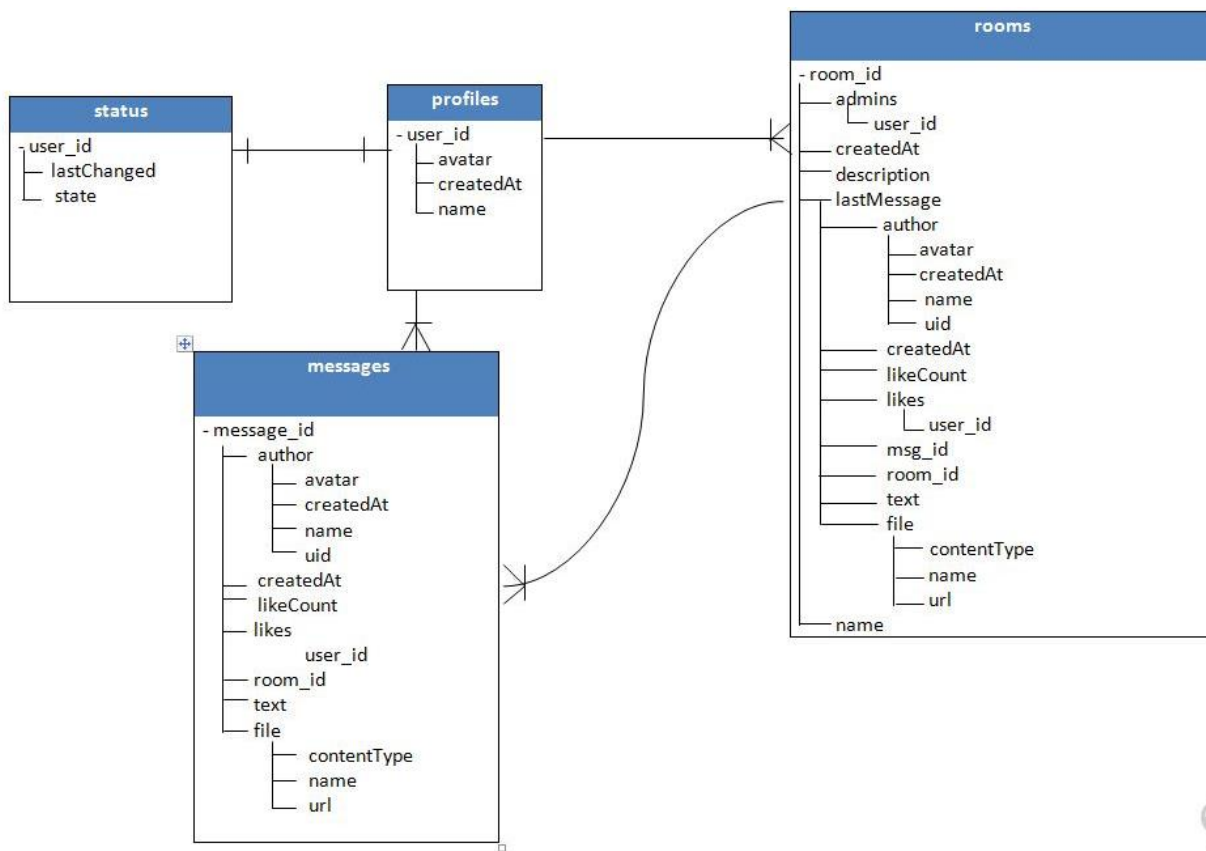 status
- user_id
lastChanged
state
profiles
- user_id
avatar
createdAt
name
rooms
- room_id
admins
user_id
createdAt
description
lastMessage
author
avatar
createdAt
name
uid
createdAt
likeCount
likes
user_id
msg_id
room_id
text
file
contentType
name
url
name
messages
- message_id
author
avatar
createdAt
name
uid
createdAt
likeCount
likes
user_id
room_id
text
file
contentType
name
url